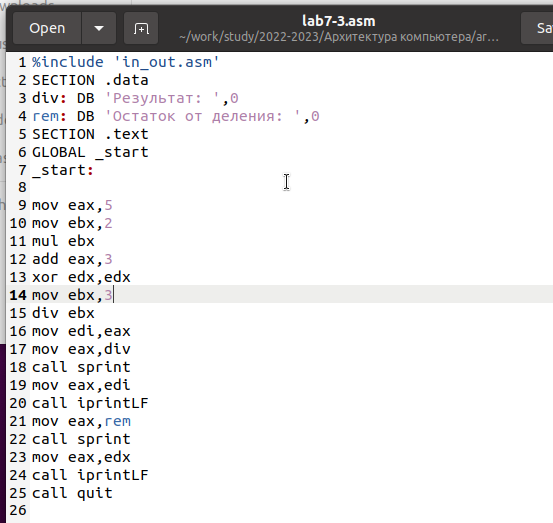 Open
lab7-3.asm
~/work/study/2022-2023/Архитектура компьютера/ar…
1 %include 'in_out.asm'
2 SECTION .data
3 div: DB 'Результат: ',0
4 rem: DB 'Остаток от деления: ',0
5 SECTION .text
6 GLOBAL _start
7 _start:
8
9 mov eax,5
10 mov ebx,2
11 mul ebx
12 add eax,3
13 xor edx,edx
14 mov ebx,3
15 div ebx
16 mov edi,eax
17 mov eax,div
18 call sprint
19 mov eax,edi
20 call iprintLF
21 mov eax,rem
22 call sprint
23 mov eax,edx
24 call iprintLF
25 call quit
26